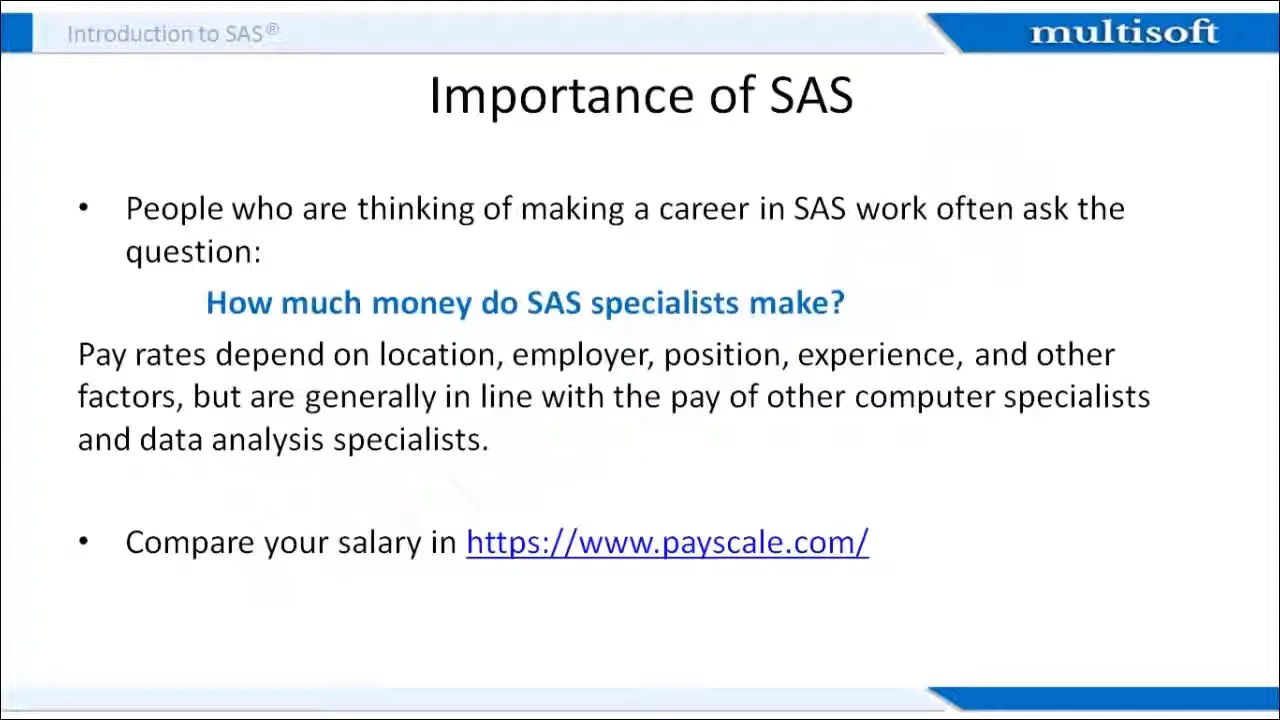 Introduction to SAS®
multisoft
Importance of SAS
• People who are thinking of making a career in SAS work often ask the
question:
How much money do SAS specialists make?
Pay rates depend on location, employer, position, experience, and other
factors, but are generally in line with the pay of other computer specialists
and data analysis specialists.
• Compare your salary in https://www.payscale.com/